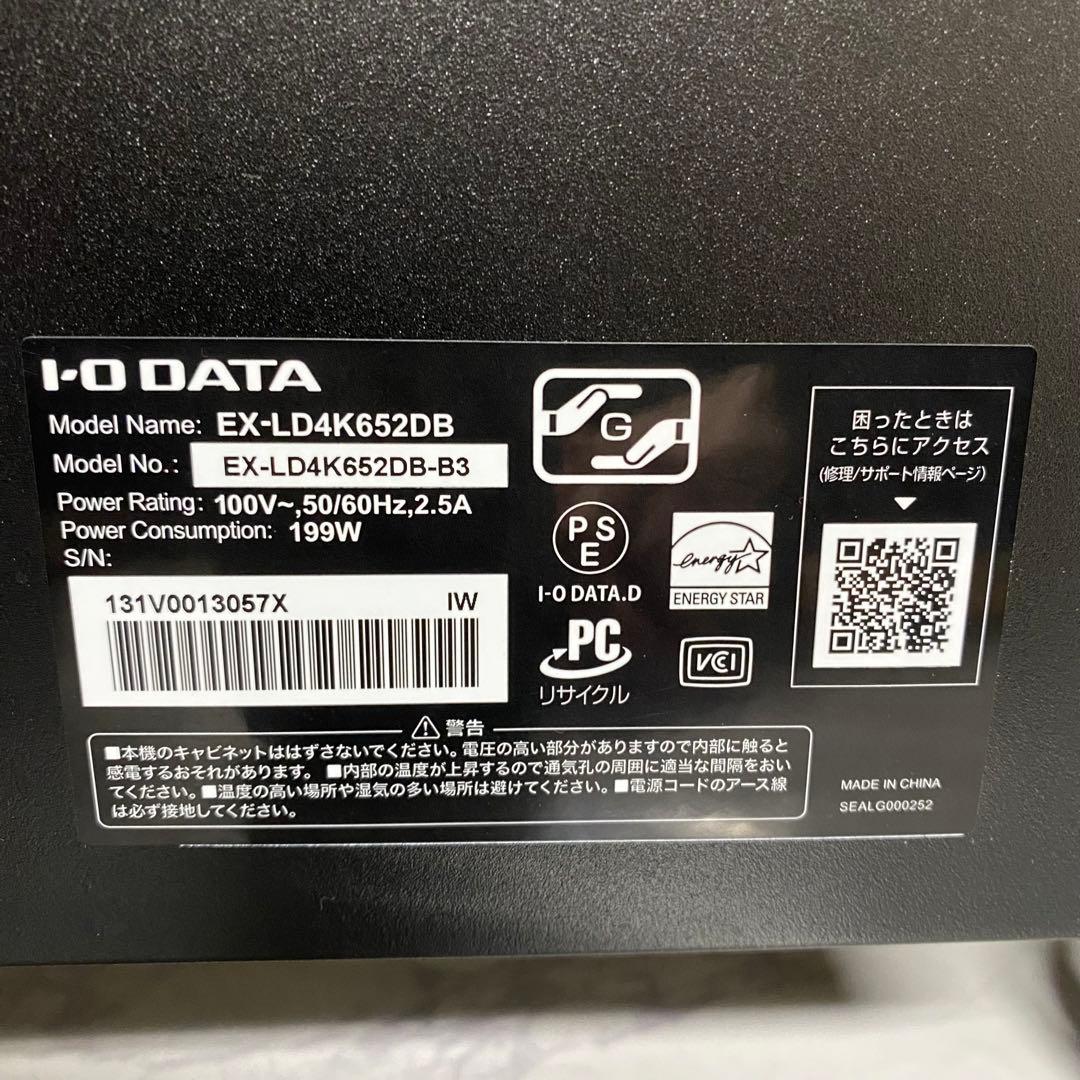 I-O DATA
Model Name: EX-LD4K652DB
Model No.: EX-LD4K652DB-B3
Power Rating: 100V~,50/60Hz,2.5A
Power Consumption: 199W
S/N:
131V0013057X IW
G
PSE
I-O DATA.D
energy
ENERGY STAR
PC
リサイクル
VCCI
困ったときは
こちらにアクセス
(修理/サポート情報ページ)
警告
■本機のキャビネットははずさないでください。電圧の高い部分がありますので内部に触ると
感電するおそれがあります。 ■内部の温度が上昇するので通気孔の周囲に適当な間隔をおい
てください。■温度の高い場所や湿気の多い場所は避けてください。■電源コードのアース線
は必ず接地してください。
MADE IN CHINA
SEALG000252